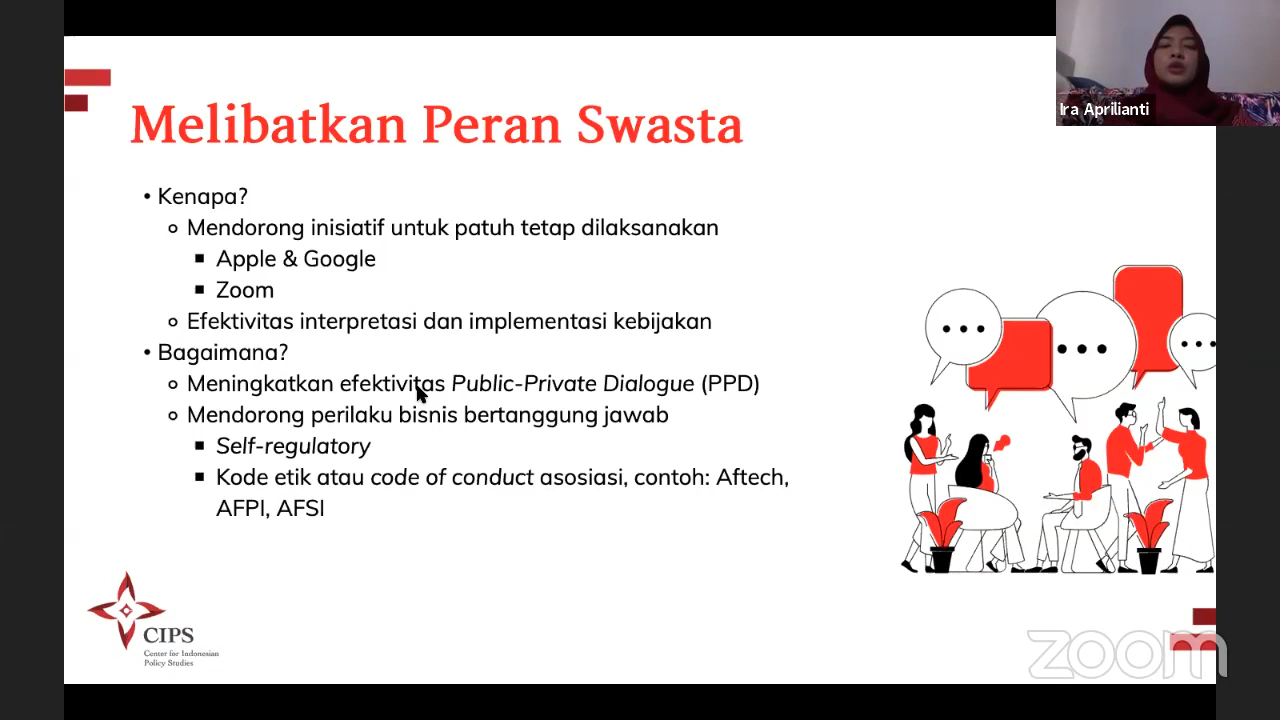 Ira Aprilianti
Melibatkan Peran Swasta
• Kenapa?
Mendorong inisiatif untuk patuh tetap dilaksanakan
Apple & Google
Zoom
Efektivitas interpretasi dan implementasi kebijakan
• Bagaimana?
Meningkatkan efektivitas Public-Private Dialogue (PPD)
Mendorong perilaku bisnis bertanggung jawab
Self-regulatory
Kode etik atau code of conduct asosiasi, contoh: Aftech,
AFPI, AFSI
CIPS
Center for Indonesian
Policy Studies
zoom